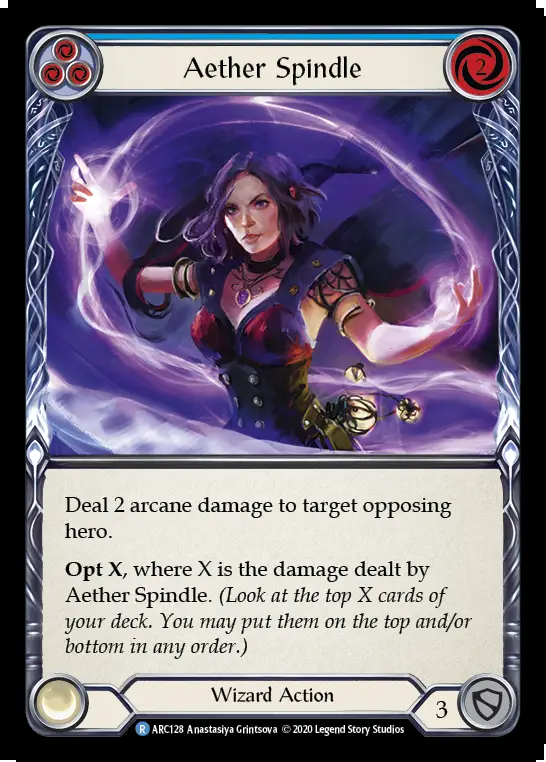 Aether Spindle
2
Deal 2 arcane damage to target opposing
hero.
Opt X, where X is the damage dealt by
Aether Spindle. (Look at the top X cards of
your deck. You may put them on the top and/or
bottom in any order.)
Wizard Action
3
R ARC128 Anastasiya Grintsova © 2020 Legend Story Studios